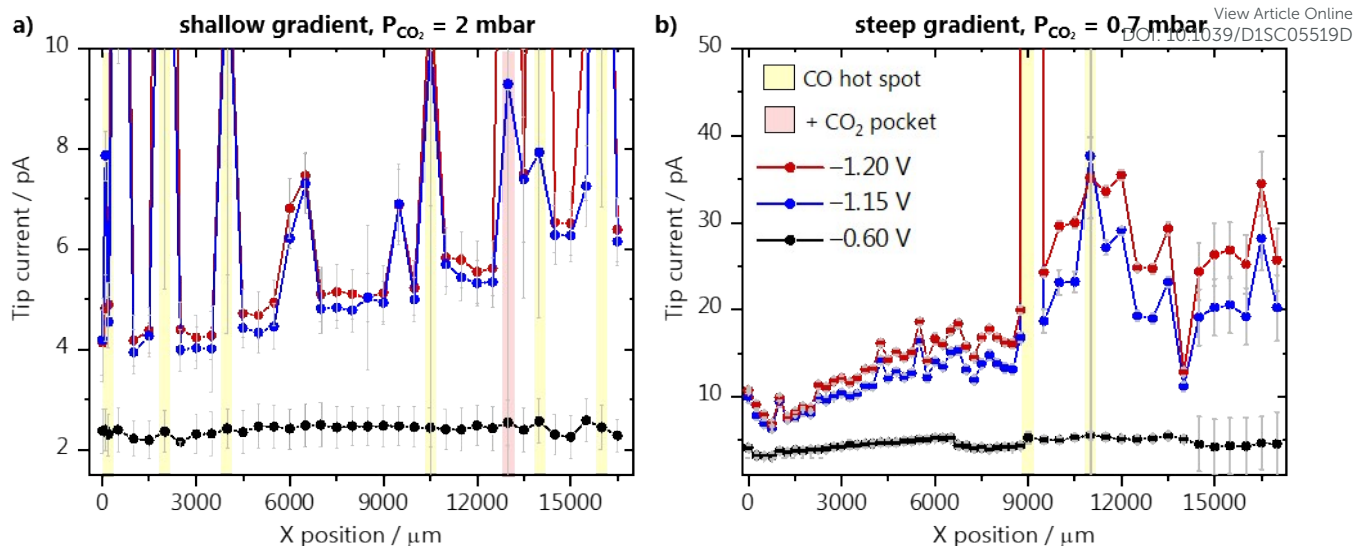 View Article Online
DOI: 10.1039/D1SC05519D
a) shallow gradient, P_CO₂ = 2 mbar
10
8
6
4
2
Tip current / pA
0 3000 6000 9000 12000 15000
X position / µm
b) steep gradient, P_CO₂ = 0.7 mbar
50
40
30
20
10
Tip current / pA
CO hot spot
+ CO₂ pocket
−1.20 V
−1.15 V
−0.60 V
0 3000 6000 9000 12000 15000
X position / µm